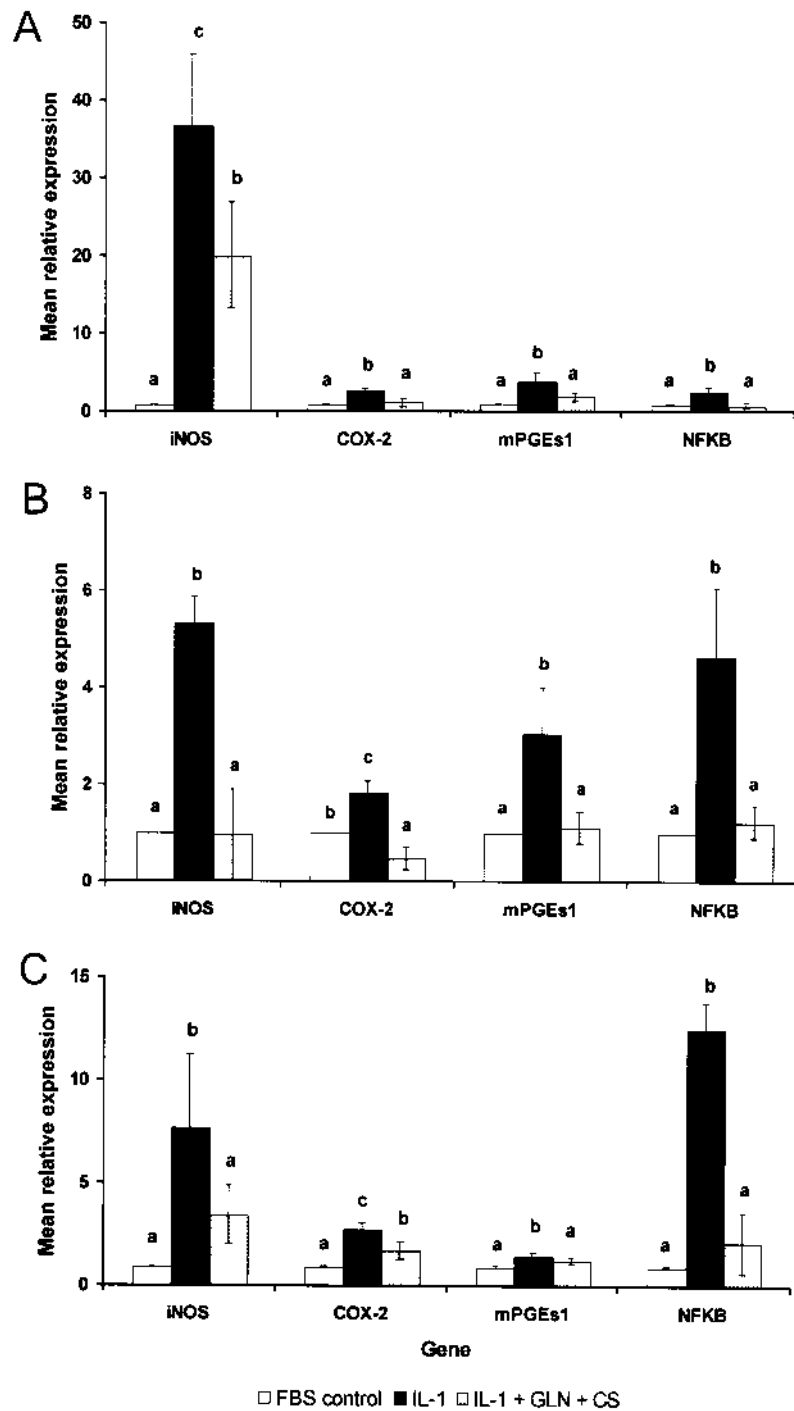 A
50
40
30
20
10
0
Mean relative expression
c
b
a
a b a
a b a
a b a
iNOS COX-2 mPGEs1 NFKB
B
8
6
4
2
0
Mean relative expression
a b a
b c a
a b a
a b a
iNOS COX-2 mPGEs1 NFKB
C
15
10
5
0
Mean relative expression
a b a
a c b
a b a
a b a
iNOS COX-2 mPGEs1 NFKB
Gene
FBS control IL-1 IL-1 + GLN + CS